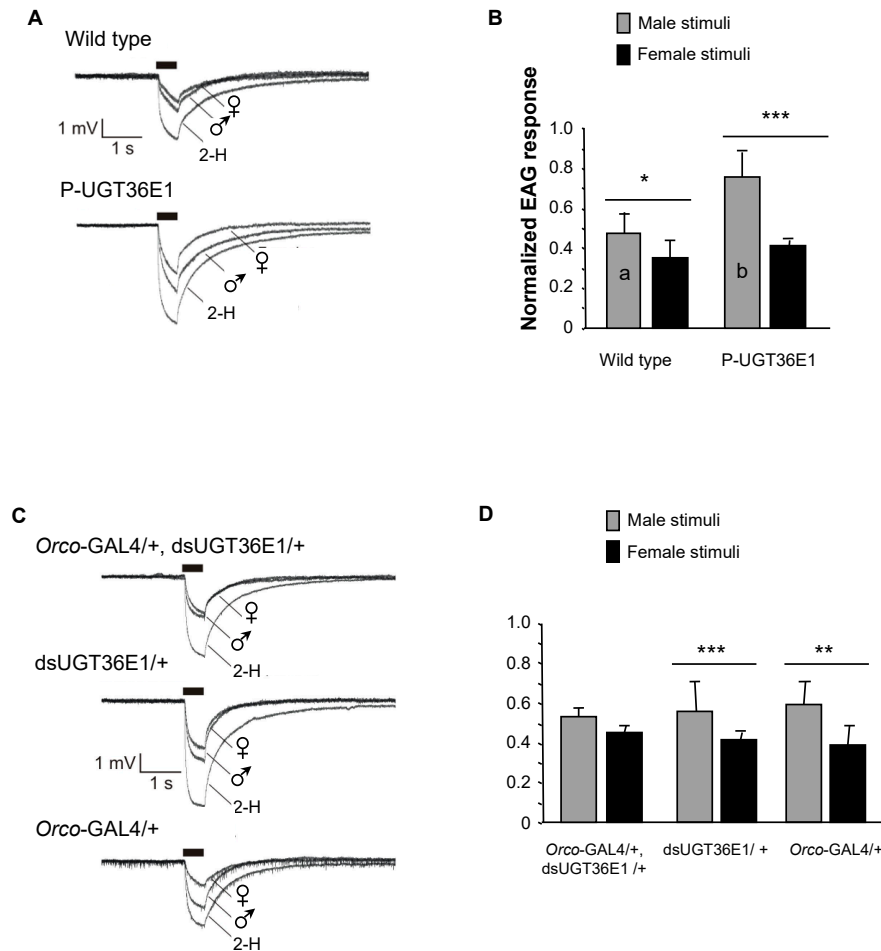 A
Wild type
♀
♂
2-H
1 mV
1 s
P-UGT36E1
♀
♂
2-H
B
Male stimuli
Female stimuli
Normalized EAG response
1.0
0.8
0.6
0.4
0.2
0
*
***
a
b
Wild type
P-UGT36E1
C
Orco-GAL4/+, dsUGT36E1/+
♀
♂
2-H
dsUGT36E1/+
♀
♂
2-H
1 mV
1 s
Orco-GAL4/+
♀
♂
2-H
D
Male stimuli
Female stimuli
1.0
0.8
0.6
0.4
0.2
0
***
**
Orco-GAL4/+,
dsUGT36E1 /+
dsUGT36E1/ +
Orco-GAL4/+